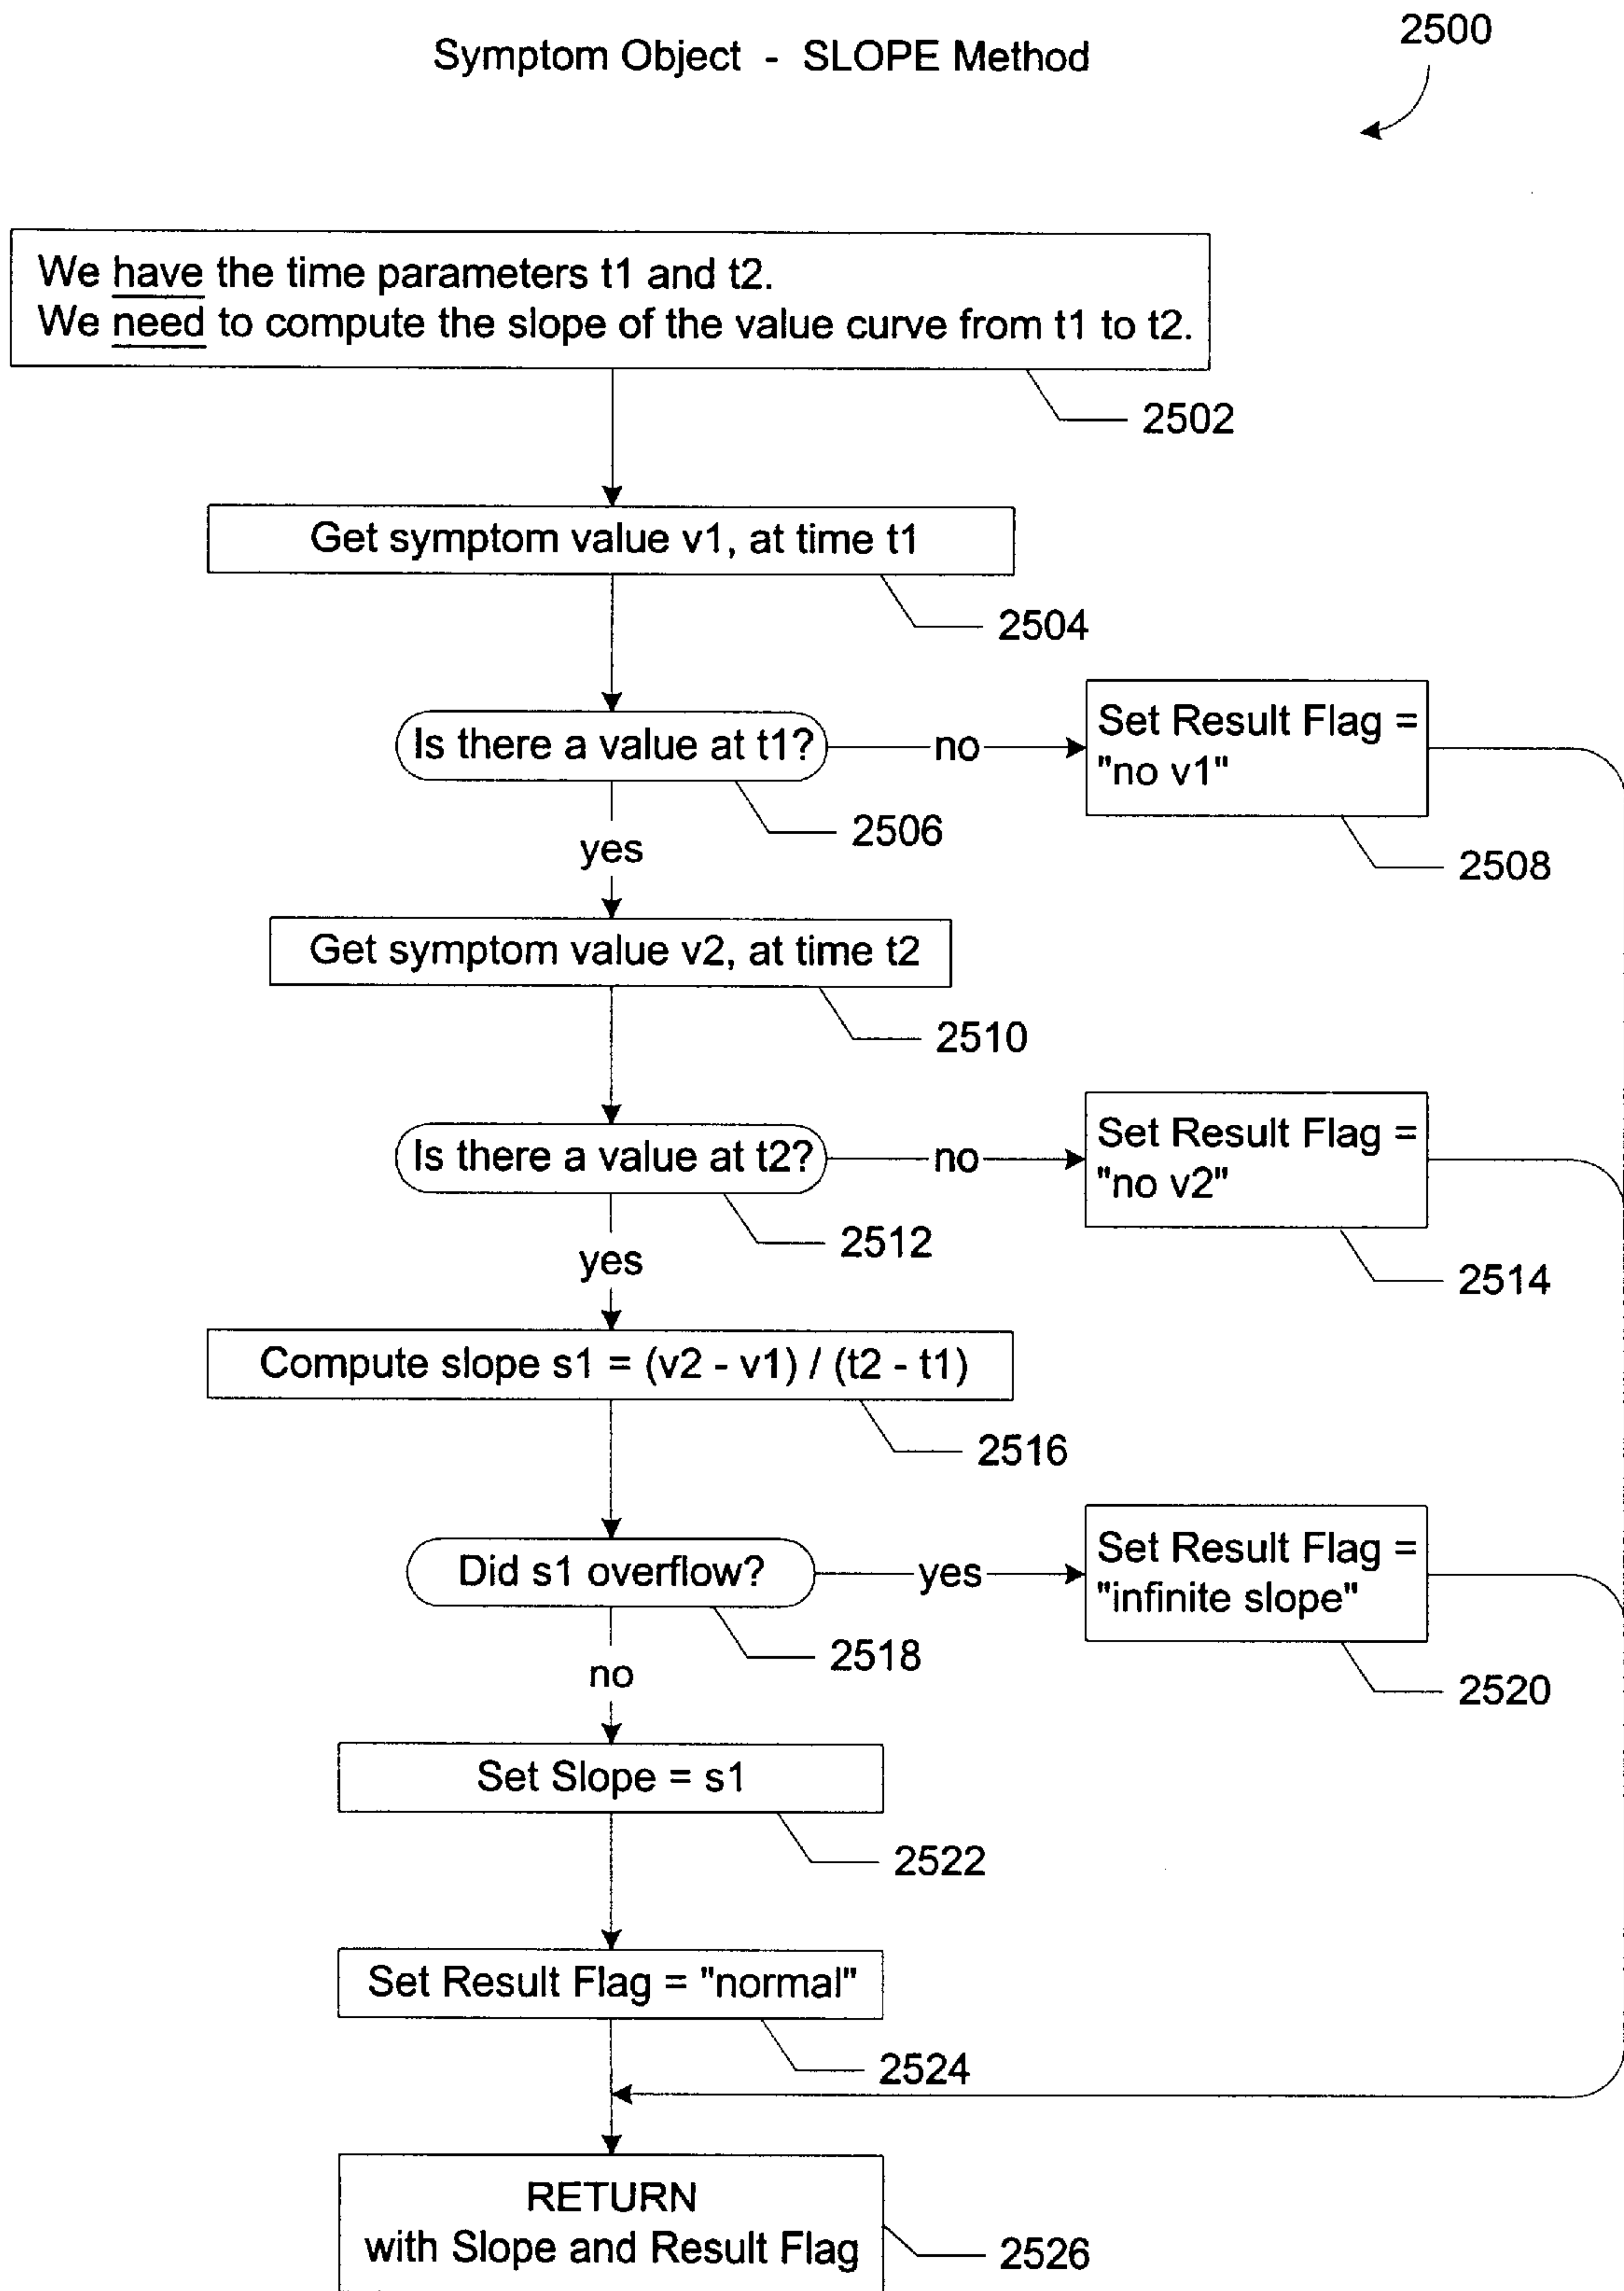 Symptom Object - SLOPE Method
2500
We have the time parameters t1 and t2.
We need to compute the slope of the value curve from t1 to t2.
2502
Get symptom value v1, at time t1
2504
Is there a value at t1?
no
Set Result Flag =
"no v1"
2506
2508
yes
Get symptom value v2, at time t2
2510
Is there a value at t2?
no
Set Result Flag =
"no v2"
2512
2514
yes
Compute slope s1 = (v2 - v1) / (t2 - t1)
2516
Did s1 overflow?
yes
Set Result Flag =
"infinite slope"
2518
2520
no
Set Slope = s1
2522
Set Result Flag = "normal"
2524
RETURN
with Slope and Result Flag
2526